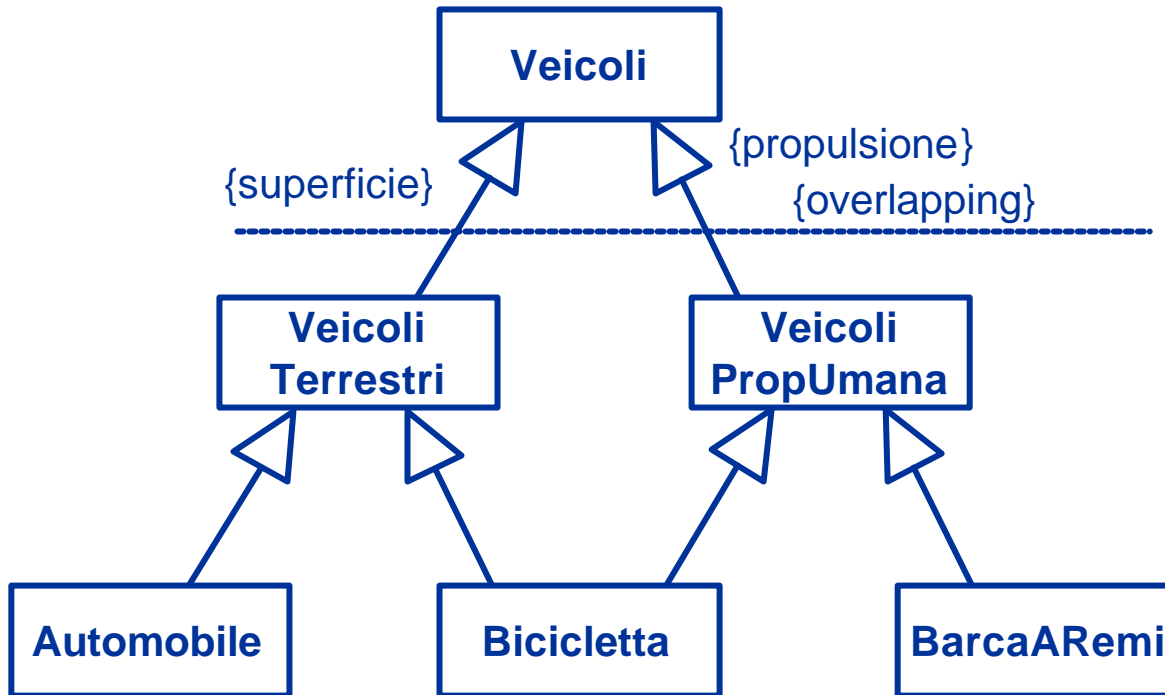 Veicoli
{propulsione}
{superficie}
{overlapping}
Veicoli
Terrestri
Veicoli
PropUmana
Automobile
Bicicletta
BarcaARemi